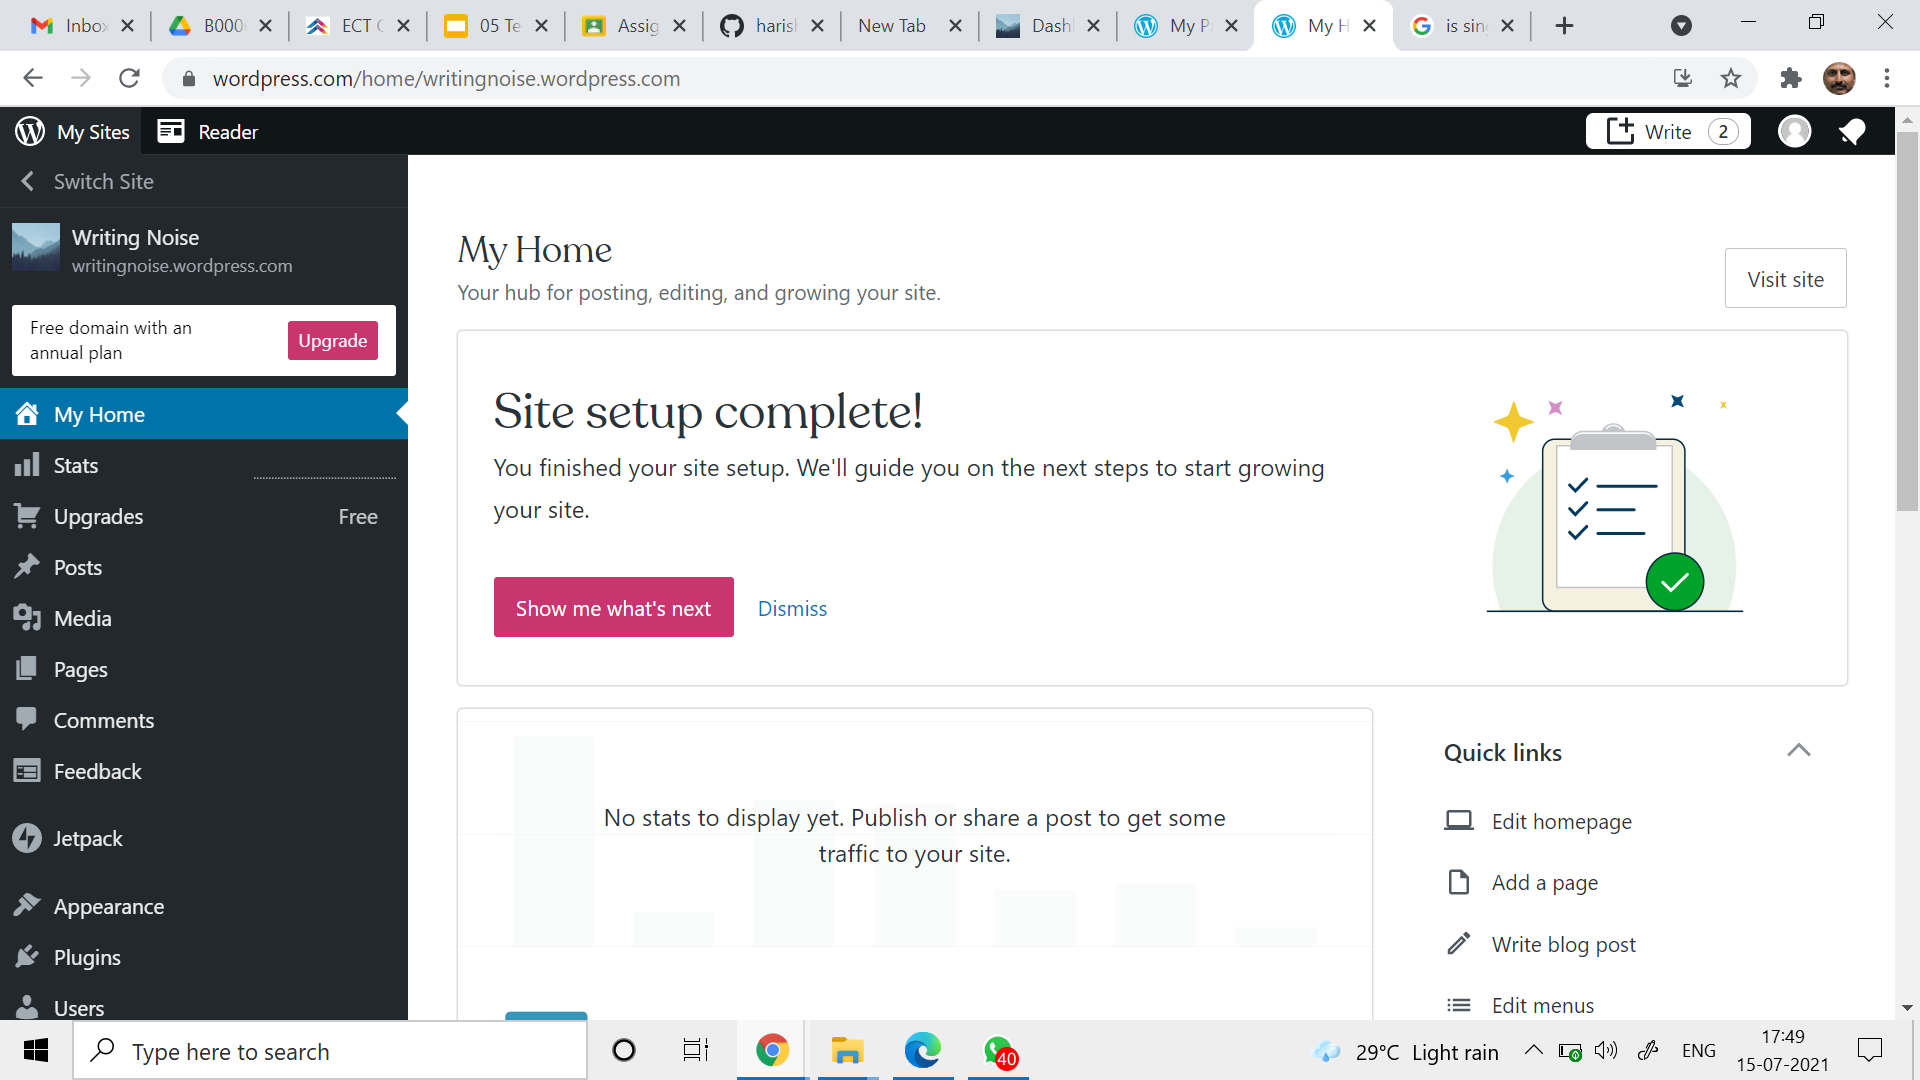 Inbox
B000
ECT C
05 Te
Assig
harish
New Tab
Dash
My P
My H
is sing
wordpress.com/home/writingnoise.wordpress.com
My Sites
Reader
Write 2
Switch Site
Writing Noise
writingnoise.wordpress.com
Free domain with an
annual plan
Upgrade
My Home
Stats
Upgrades Free
Posts
Media
Pages
Comments
Feedback
Jetpack
Appearance
Plugins
Users
My Home
Your hub for posting, editing, and growing your site.
Visit site
Site setup complete!
You finished your site setup. We'll guide you on the next steps to start growing
your site.
Show me what's next
Dismiss
No stats to display yet. Publish or share a post to get some
traffic to your site.
Quick links
Edit homepage
Add a page
Write blog post
Edit menus
Type here to search
40
29°C Light rain
ENG
17:49
15-07-2021